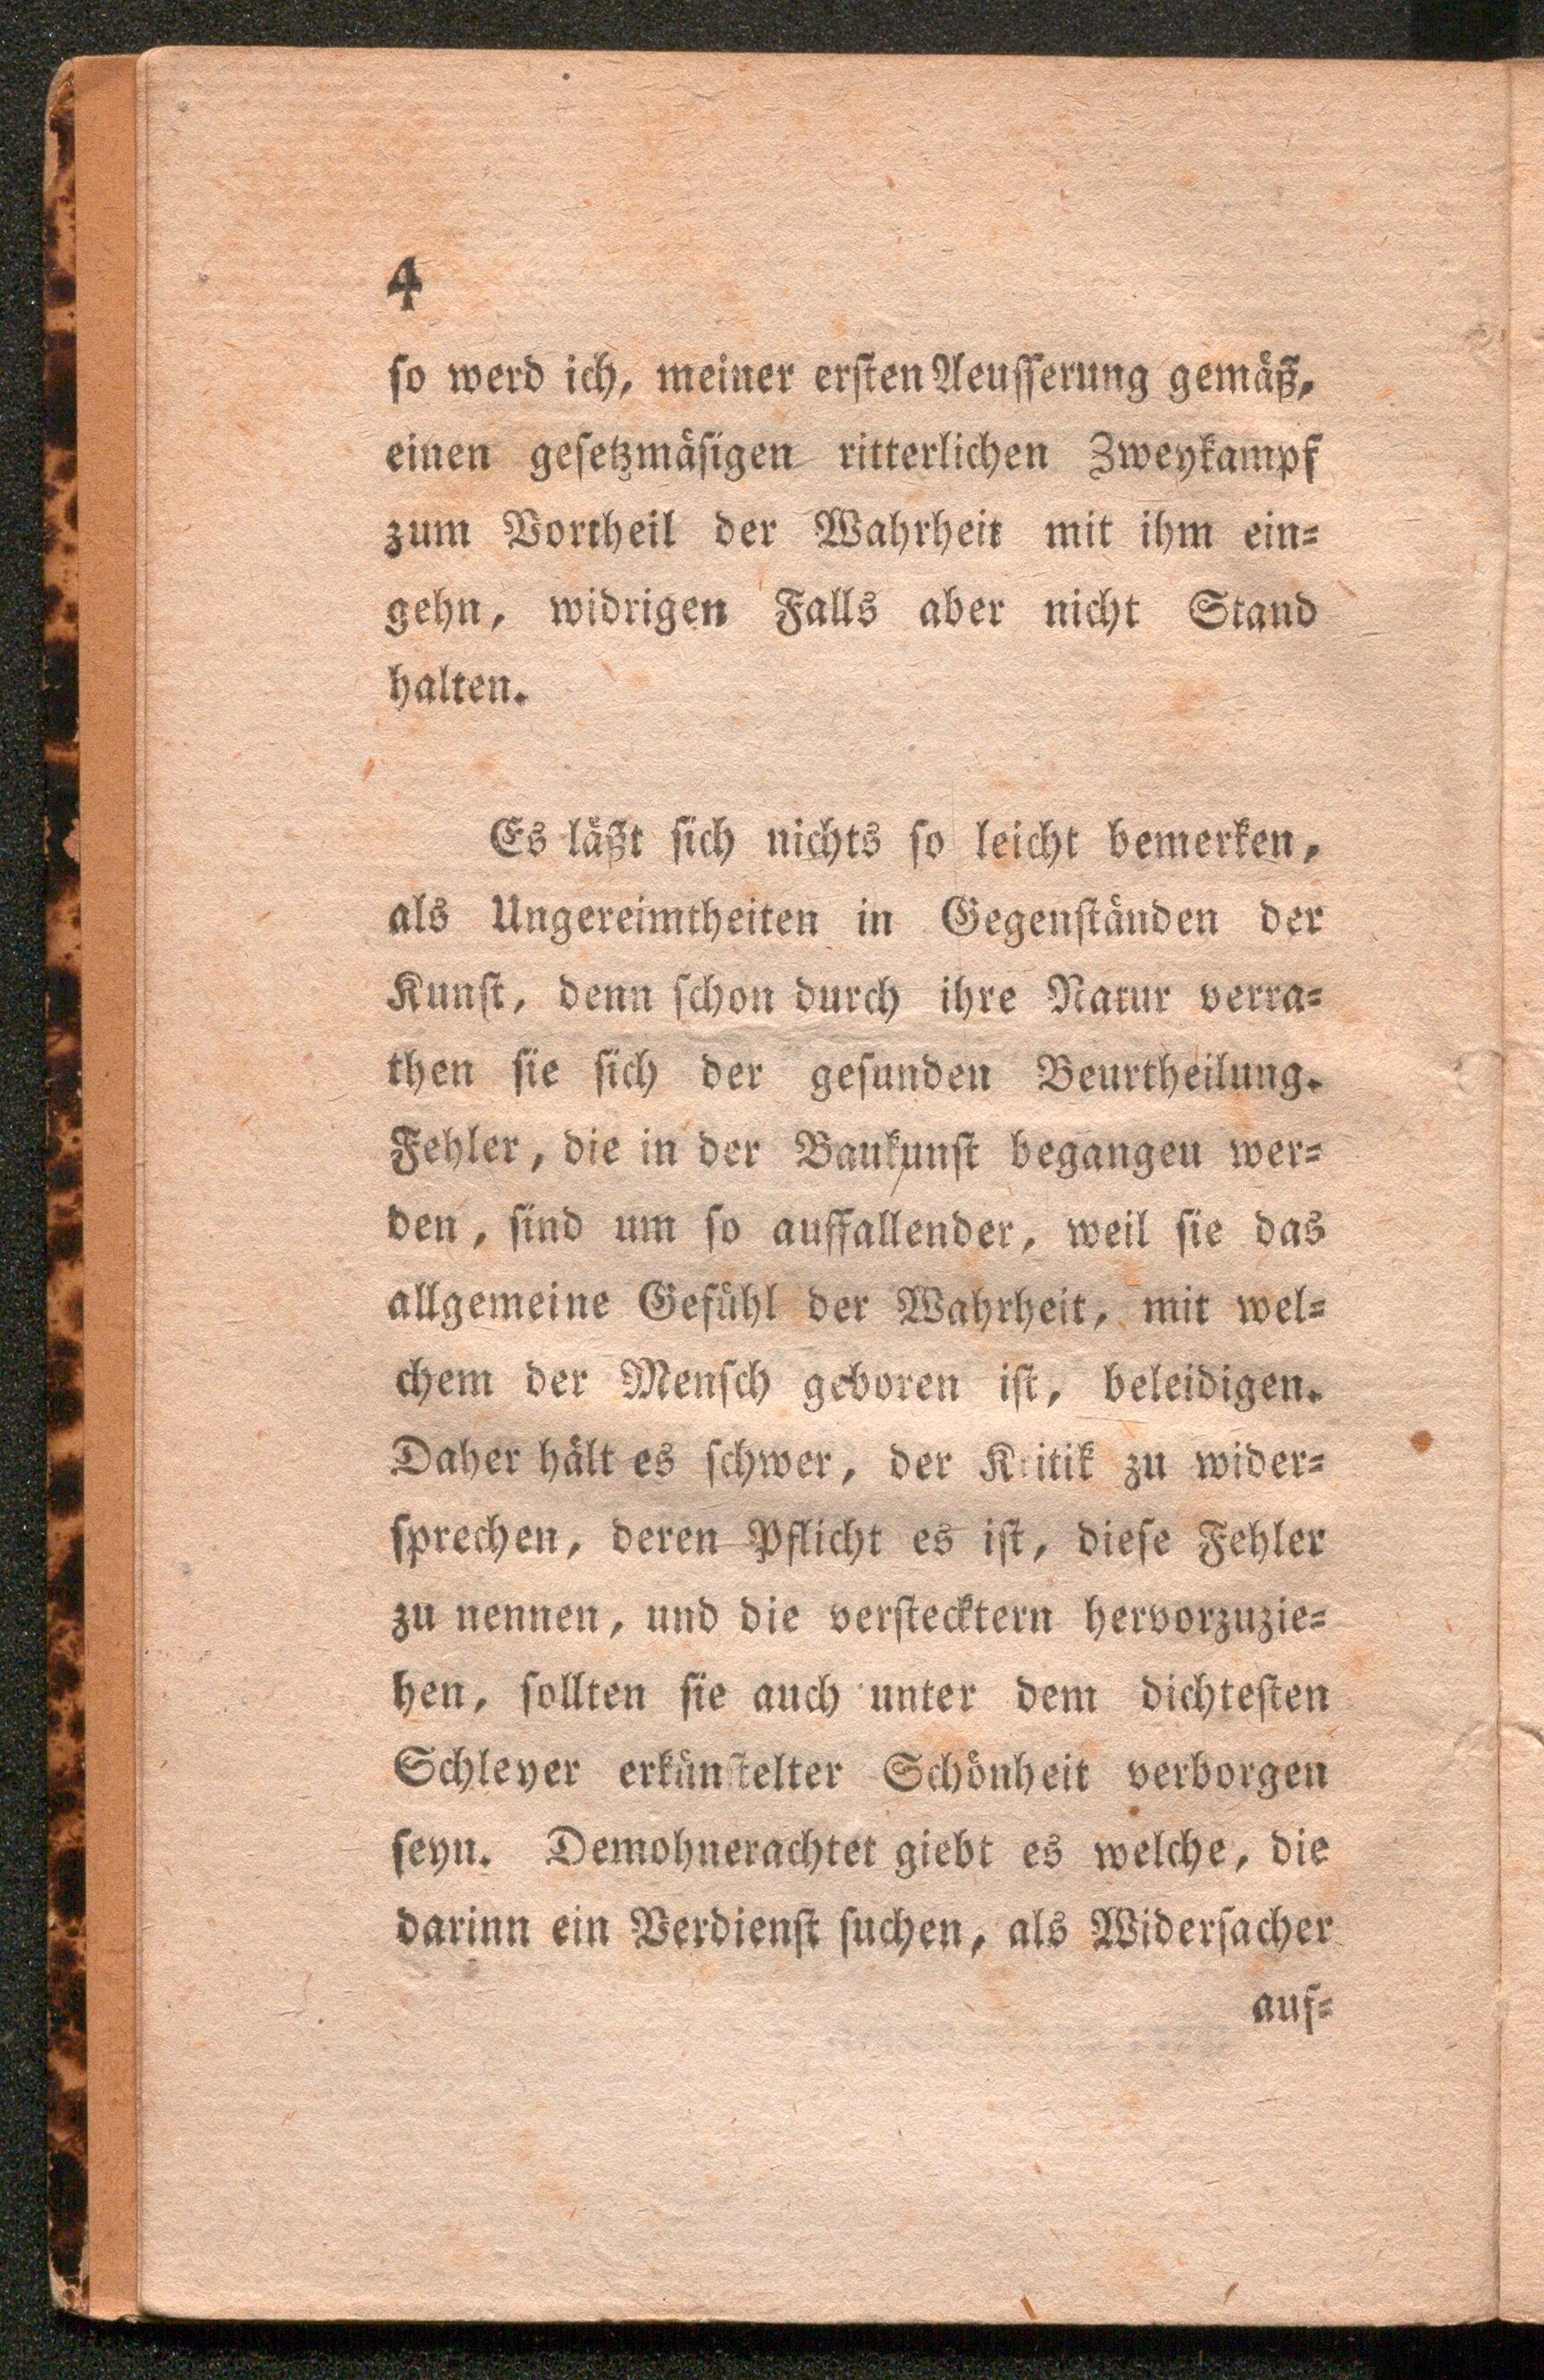 4
so werd ich, meiner ersten Aeusserung gemäß,
einen gesetzmäsigen ritterlichen Zweykampf
zum Vortheil der Wahrheit mit ihm ein=
gehn, widrigen Falls aber nicht Stand
halten.
Es läßt sich nichts so leicht bemerken,
als Ungereimtheiten in Gegenständen der
Kunst, denn schon durch ihre Natur verra=
then sie sich der gesunden Beurtheilung.
Fehler, die in der Baukunst begangen wer=
den, sind um so auffallender, weil sie das
allgemeine Gefühl der Wahrheit, mit wel=
chem der Mensch geboren ist, beleidigen.
Daher hält es schwer, der Kritik zu wider=
sprechen, deren Pflicht es ist, diese Fehler
zu nennen, und die verstecktern hervorzuzie=
hen, sollten sie auch unter dem dichtesten
Schleyer erkünstelter Schönheit verborgen
seyn. Demohnerachtet giebt es welche, die
darinn ein Verdienst suchen, als Widersacher
auf=